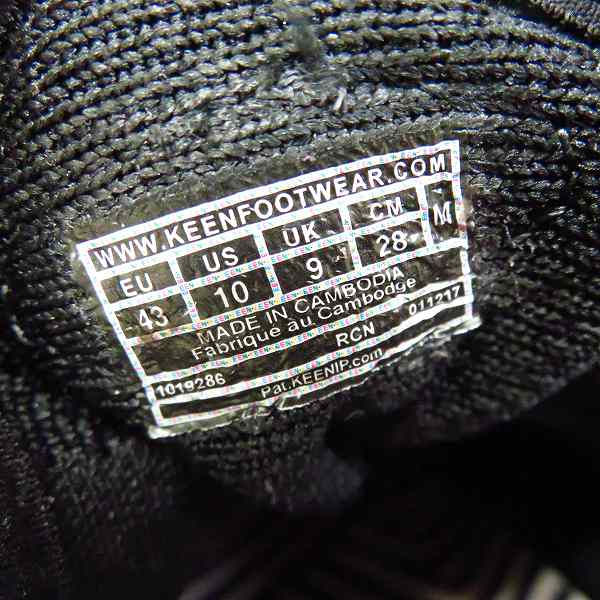 WWW.KEENFOOTWEAR.COM
EU US UK CM M
43 10 9 28
MADE IN CAMBODIA
Fabrique au Cambodge
1019286 RCN 011217
Pat.KEENIP.com